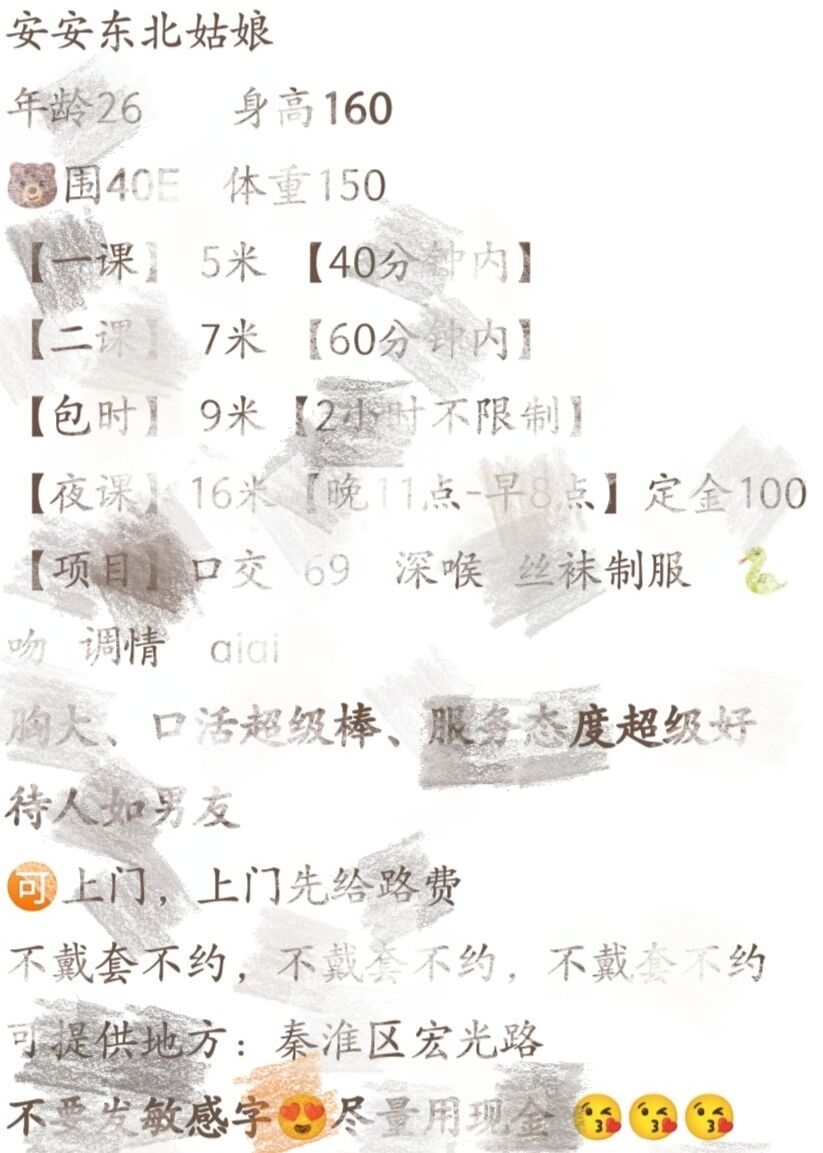 安安东北姑娘
年龄26 身高160
🐻围40E 体重150
【一课】 5米 【40分钟内】
【二课】 7米 【60分钟内】
【包时】 9米 【2小时不限制】
【夜课】 16米 【晚11点-早8点】定金100
【项目】口交 69 深喉 丝袜制服 🐍
吻 调情 aiai
胸大、口活超级棒、服务态度超级好
待人如男友
🉑上门，上门先给路费
不戴套不约，不戴套不约，不戴套不约
可提供地方：秦淮区宏光路
不要发敏感字😍尽量用现金 😘😘😘